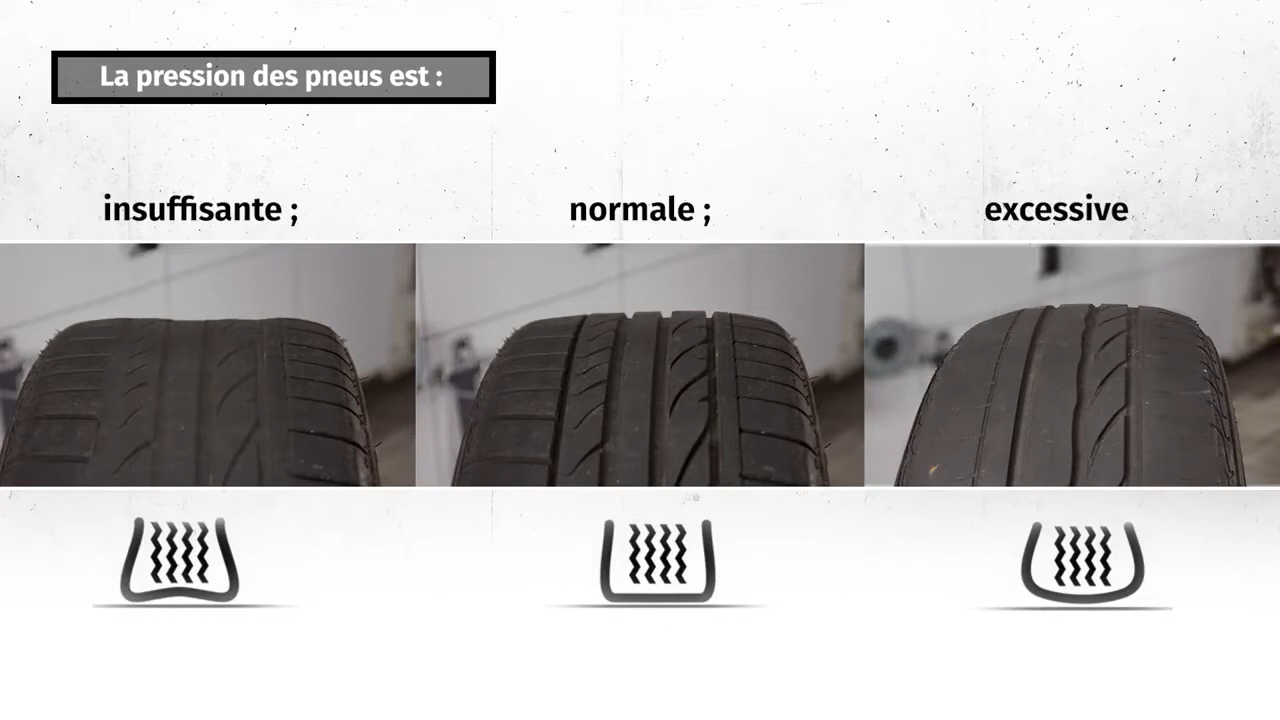 La pression des pneus est :
insuffisante ;
normale ;
excessive